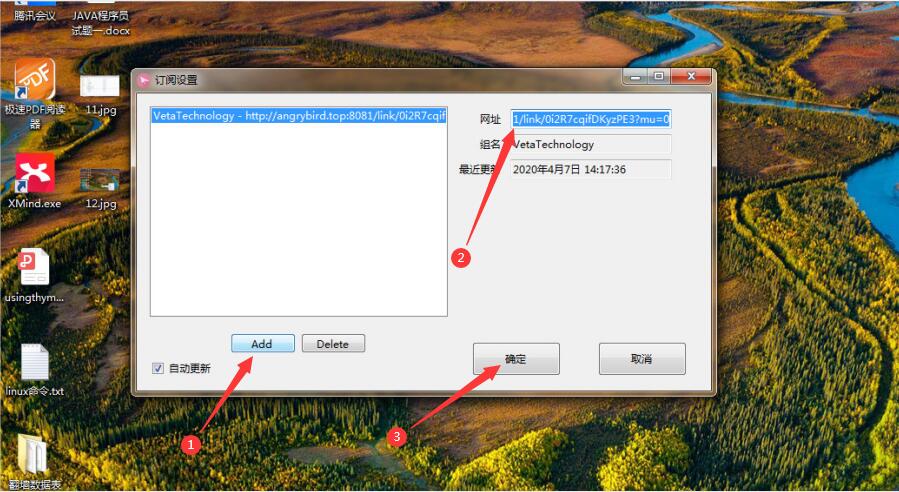 腾讯会议
JAVA程序员
试题一.docx
极速PDF阅读
器
11.jpg
XMind.exe
12.jpg
usingthym...
linux命令.txt
翻墙数据表
订阅设置
VetaTechnology - http://angrybird.top:8081/link/0i2R7cqif
网址
1/link/0i2R7cqifDKyzPE3?mu=0
组名
VetaTechnology
最近更新
2020年4月7日 14:17:36
Add
Delete
自动更新
确定
取消
1
2
3